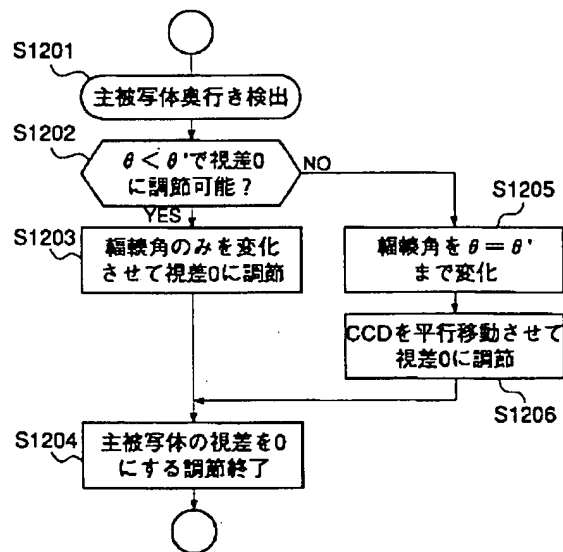 S1201
主被写体奥行き検出
S1202
θ < θ'で視差0
に調節可能?
NO
YES
S1203
輻輳角のみを変化
させて視差0に調節
S1205
輻輳角をθ=θ'
まで変化
CCDを平行移動させて
視差0に調節
S1206
S1204
主被写体の視差を0
にする調節終了